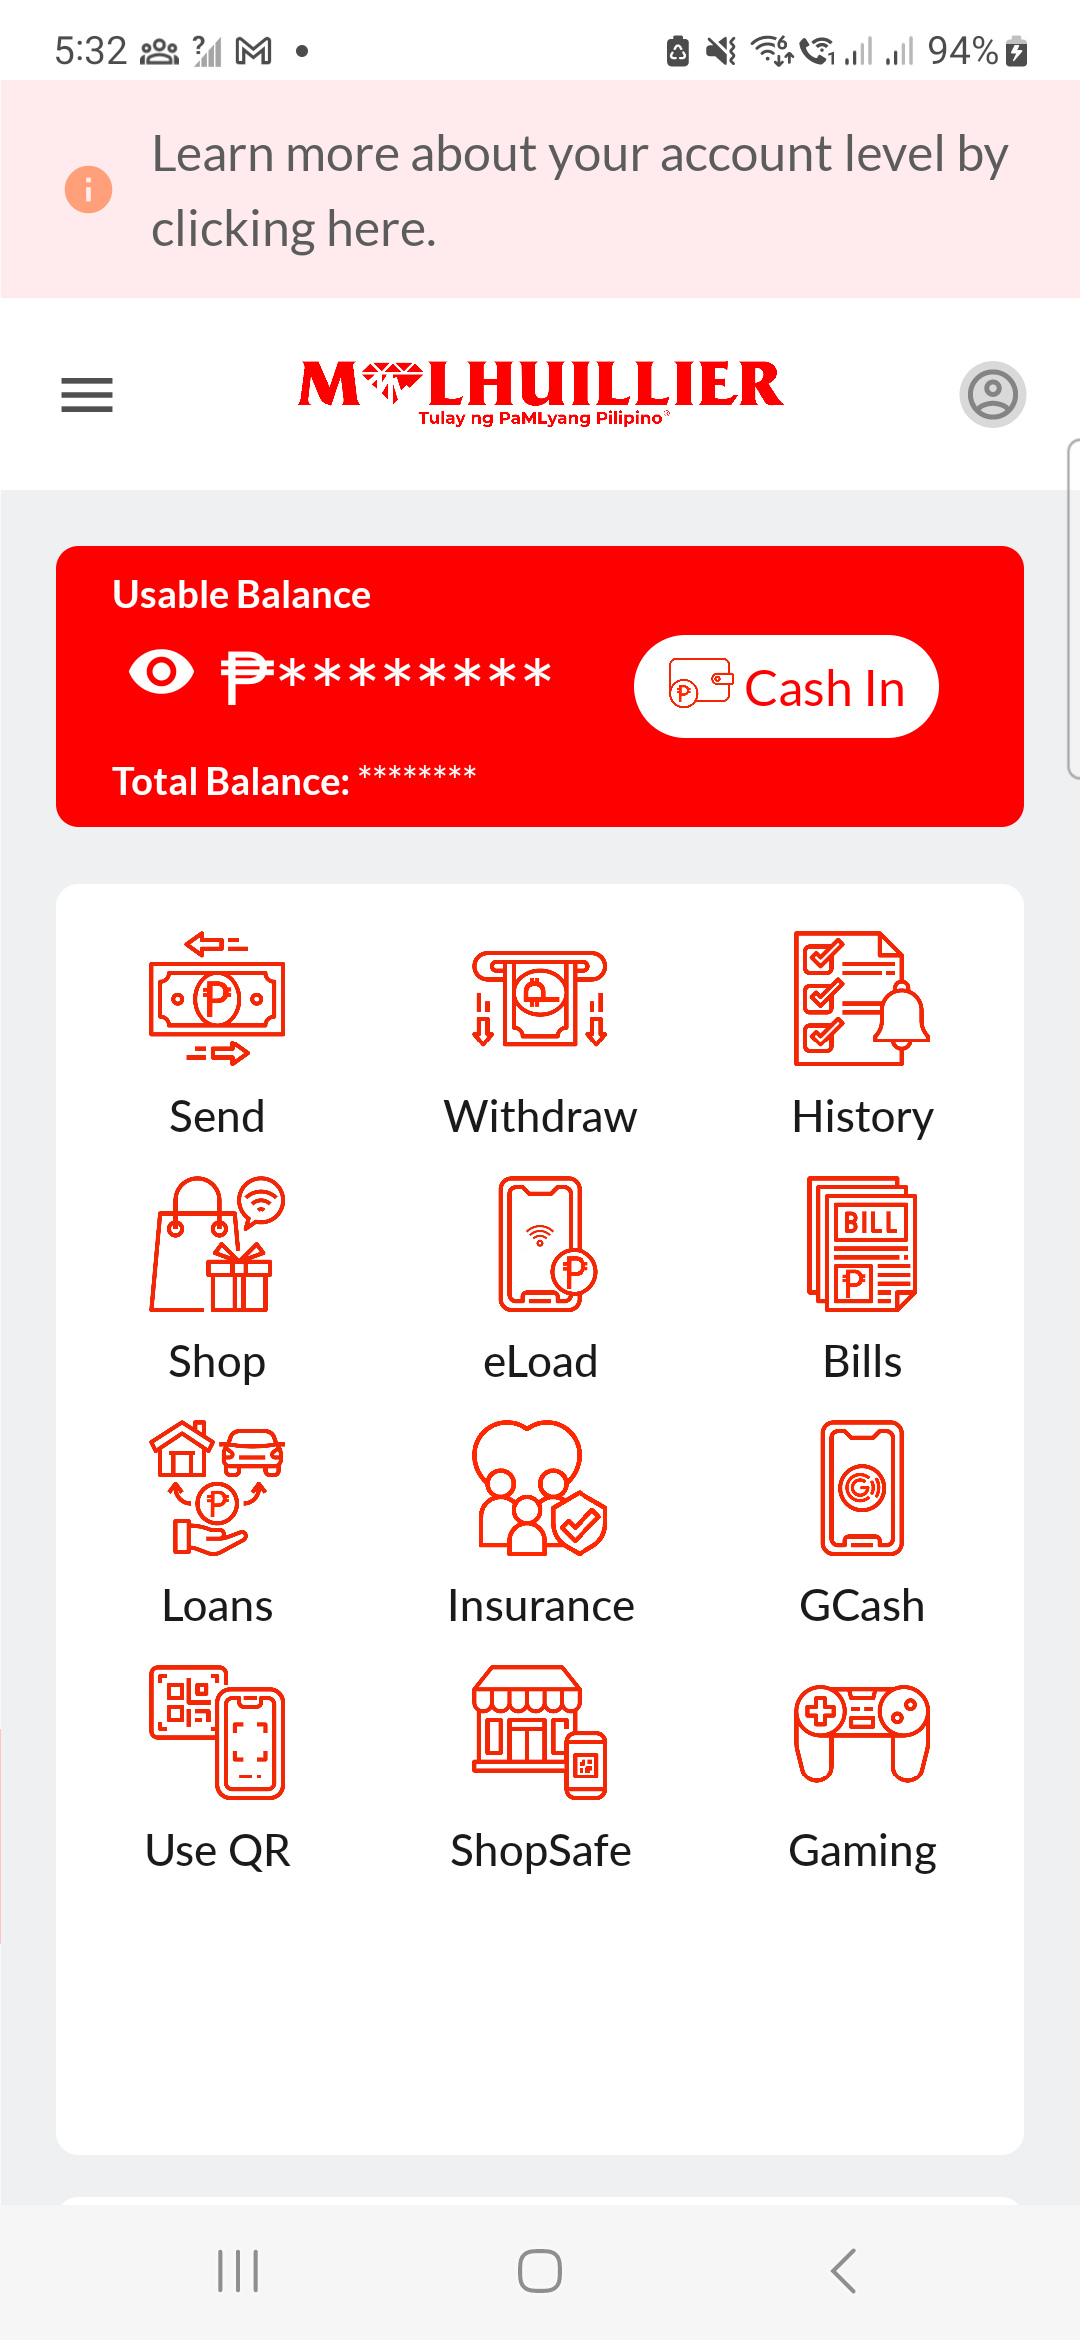 5:32
94%
Learn more about your account level by
clicking here.
M LHUILLIER
Tulay ng PaMLyang Pilipino®
Usable Balance
₱********
Cash In
Total Balance: ********
Send
Withdraw
History
BILL
Shop
eLoad
Bills
Loans
Insurance
GCash
Use QR
ShopSafe
Gaming